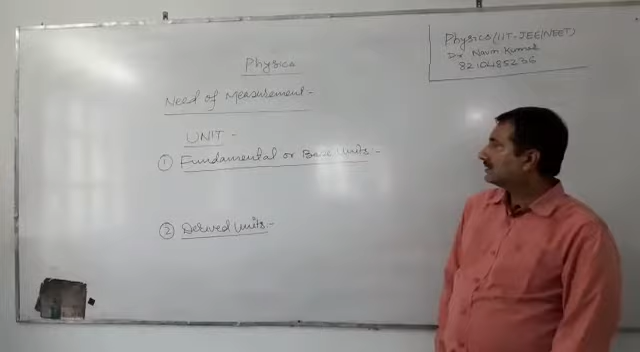 Physics
Physics (IIT-JEE/NEET)
Dr Navin Kumar
8210485236
Need of Measurement-
UNIT -
① Fundamental or Base Units -
② Derived Units -